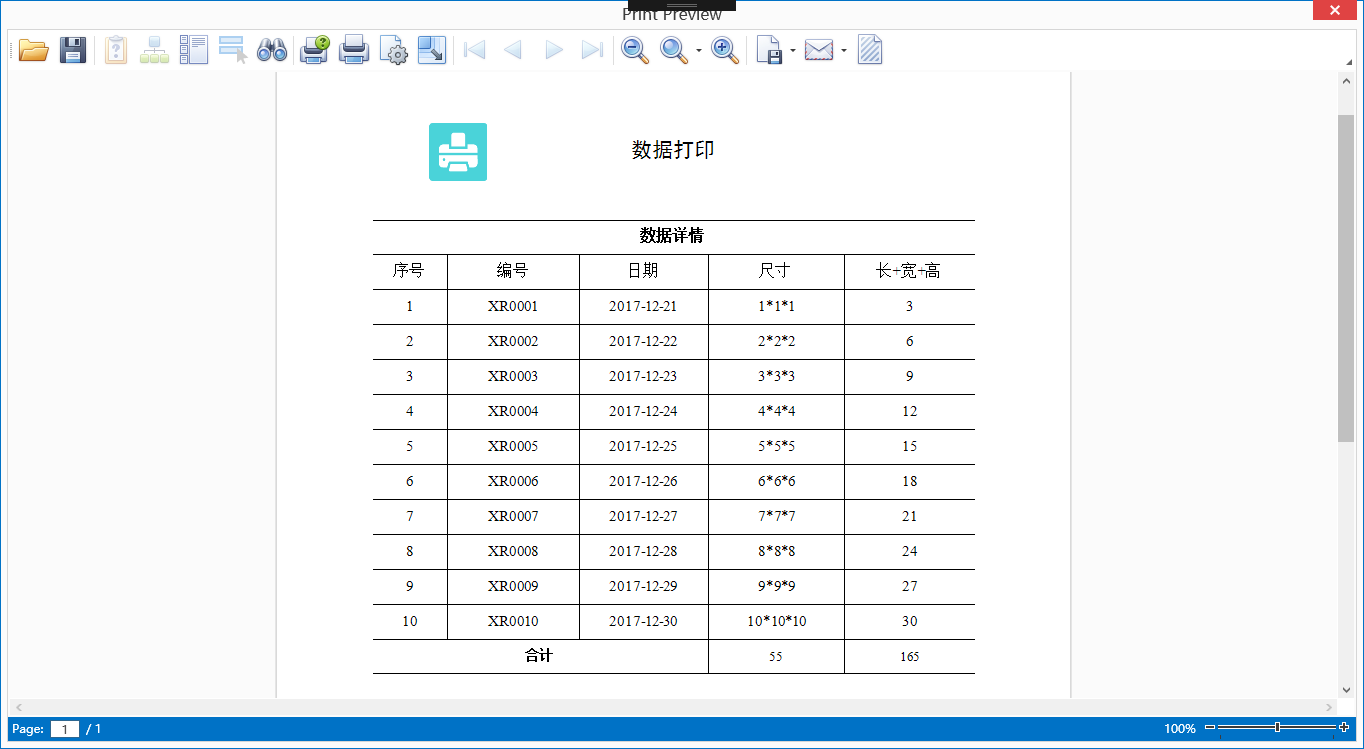 Print Preview
数据打印
数据详情
序号 编号 日期 尺寸 长+宽+高
1 XR0001 2017-12-21 1*1*1 3
2 XR0002 2017-12-22 2*2*2 6
3 XR0003 2017-12-23 3*3*3 9
4 XR0004 2017-12-24 4*4*4 12
5 XR0005 2017-12-25 5*5*5 15
6 XR0006 2017-12-26 6*6*6 18
7 XR0007 2017-12-27 7*7*7 21
8 XR0008 2017-12-28 8*8*8 24
9 XR0009 2017-12-29 9*9*9 27
10 XR0010 2017-12-30 10*10*10 30
合计 55 165
Page: 1 / 1 100%